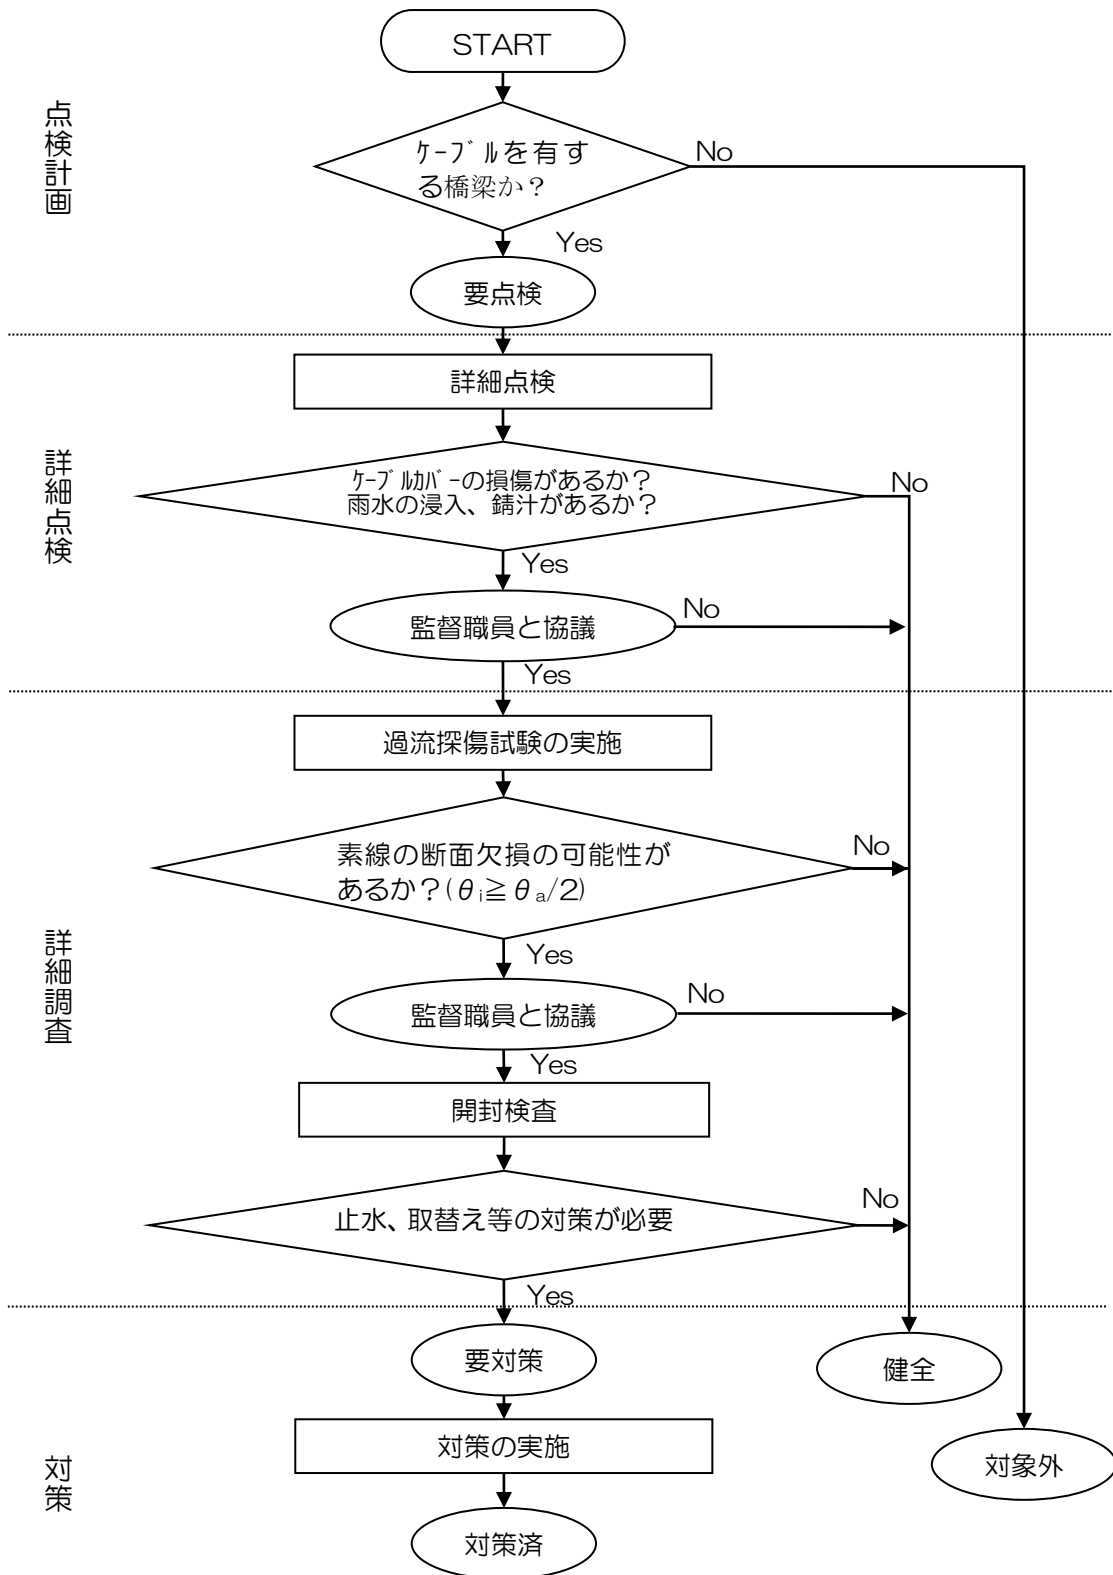 START
点検計画
ｹｰﾌﾞﾙを有す
る橋梁か？
No
Yes
要点検
詳細点検
詳細点検
ｹｰﾌﾞﾙｶﾊﾞｰの損傷があるか？
雨水の浸入、錆汁があるか？
No
Yes
監督職員と協議
No
Yes
過流探傷試験の実施
詳細調査
素線の断面欠損の可能性が
あるか？(θi≧θa/2)
No
Yes
監督職員と協議
No
Yes
開封検査
止水、取替え等の対策が必要
No
Yes
要対策
健全
対策
対策の実施
対象外
対策済